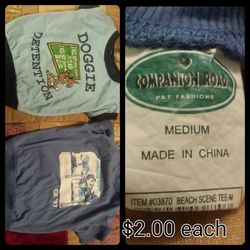 DOGGIE
DETENTION
COMPANION ROAD
PET FASHIONS
MEDIUM
MADE IN CHINA
ITEM #03870 BEACH SCENE TEE-M
$2.00 each